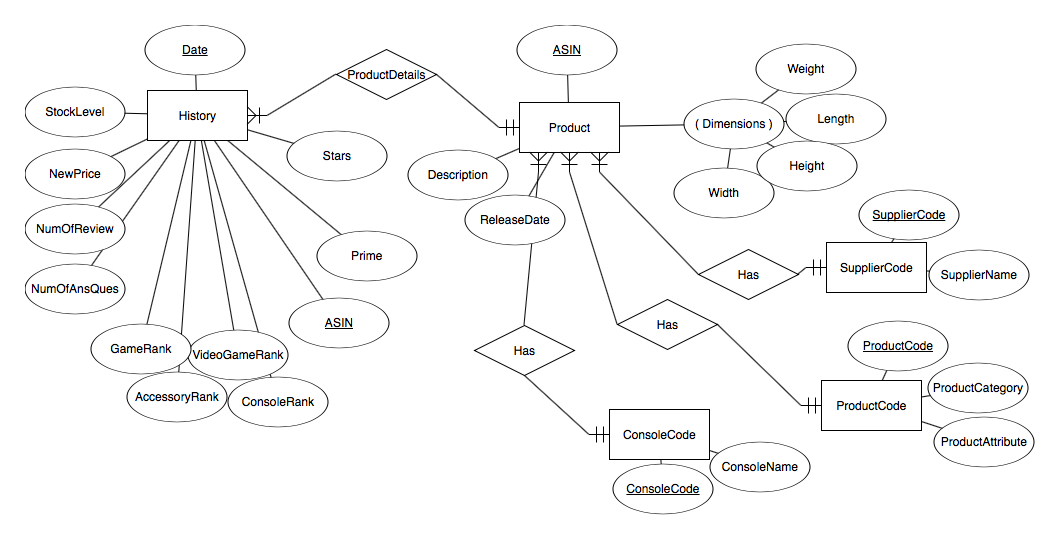 Date
ASIN
ProductDetails
Weight
StockLevel
History
Product
( Dimensions )
Length
Stars
Height
NewPrice
Description
Width
NumOfReview
ReleaseDate
SupplierCode
Prime
SupplierCode
Has
SupplierName
NumOfAnsQues
ASIN
Has
GameRank
VideoGameRank
Has
ProductCode
ProductCategory
AccessoryRank
ConsoleRank
ProductCode
ConsoleCode
ProductAttribute
ConsoleName
ConsoleCode